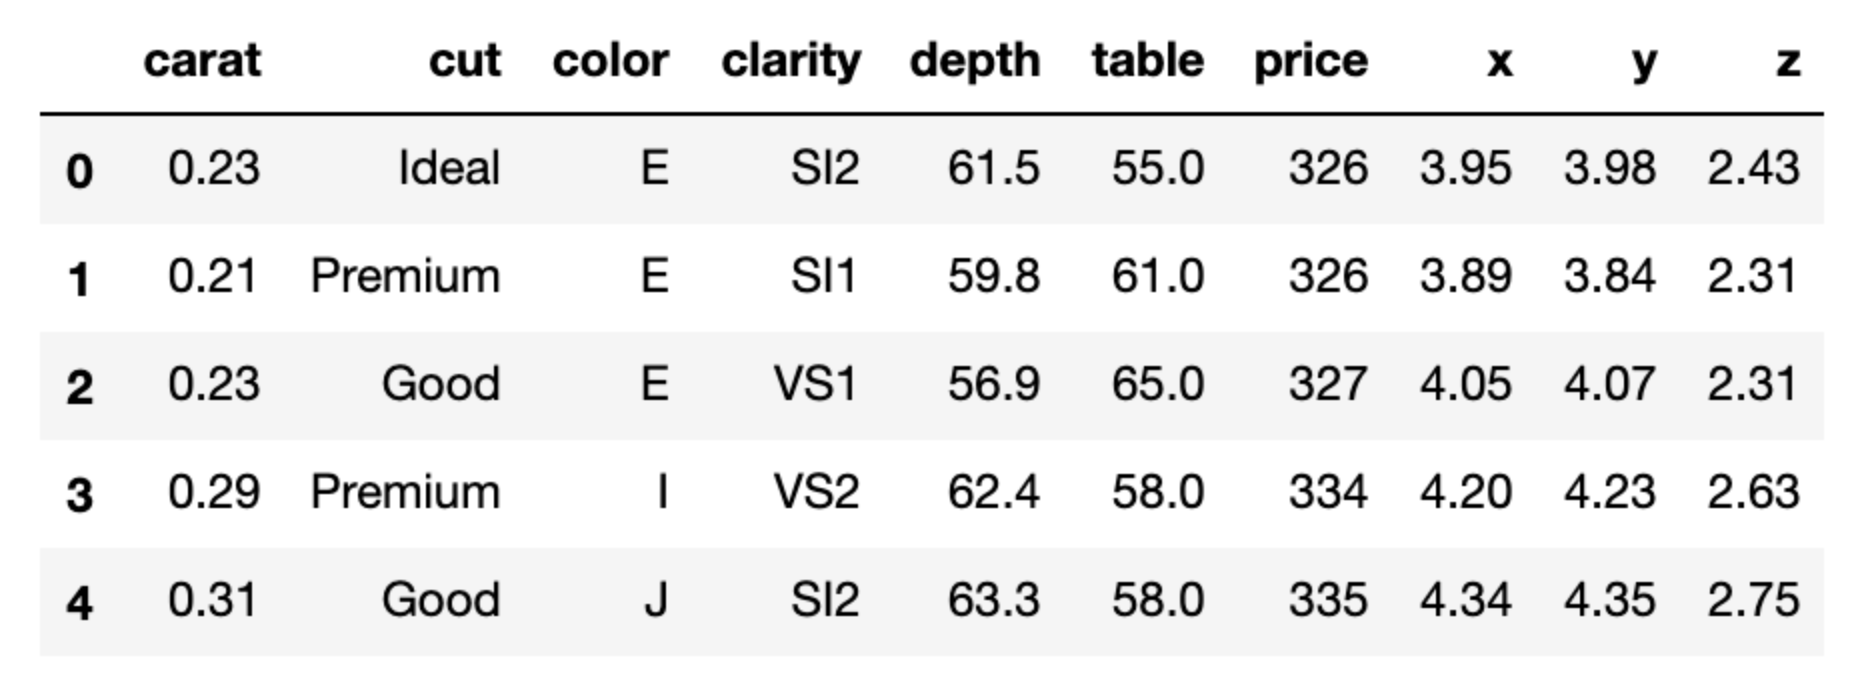 carat cut color clarity depth table price x y z
0 0.23 Ideal E SI2 61.5 55.0 326 3.95 3.98 2.43
1 0.21 Premium E SI1 59.8 61.0 326 3.89 3.84 2.31
2 0.23 Good E VS1 56.9 65.0 327 4.05 4.07 2.31
3 0.29 Premium I VS2 62.4 58.0 334 4.20 4.23 2.63
4 0.31 Good J SI2 63.3 58.0 335 4.34 4.35 2.75